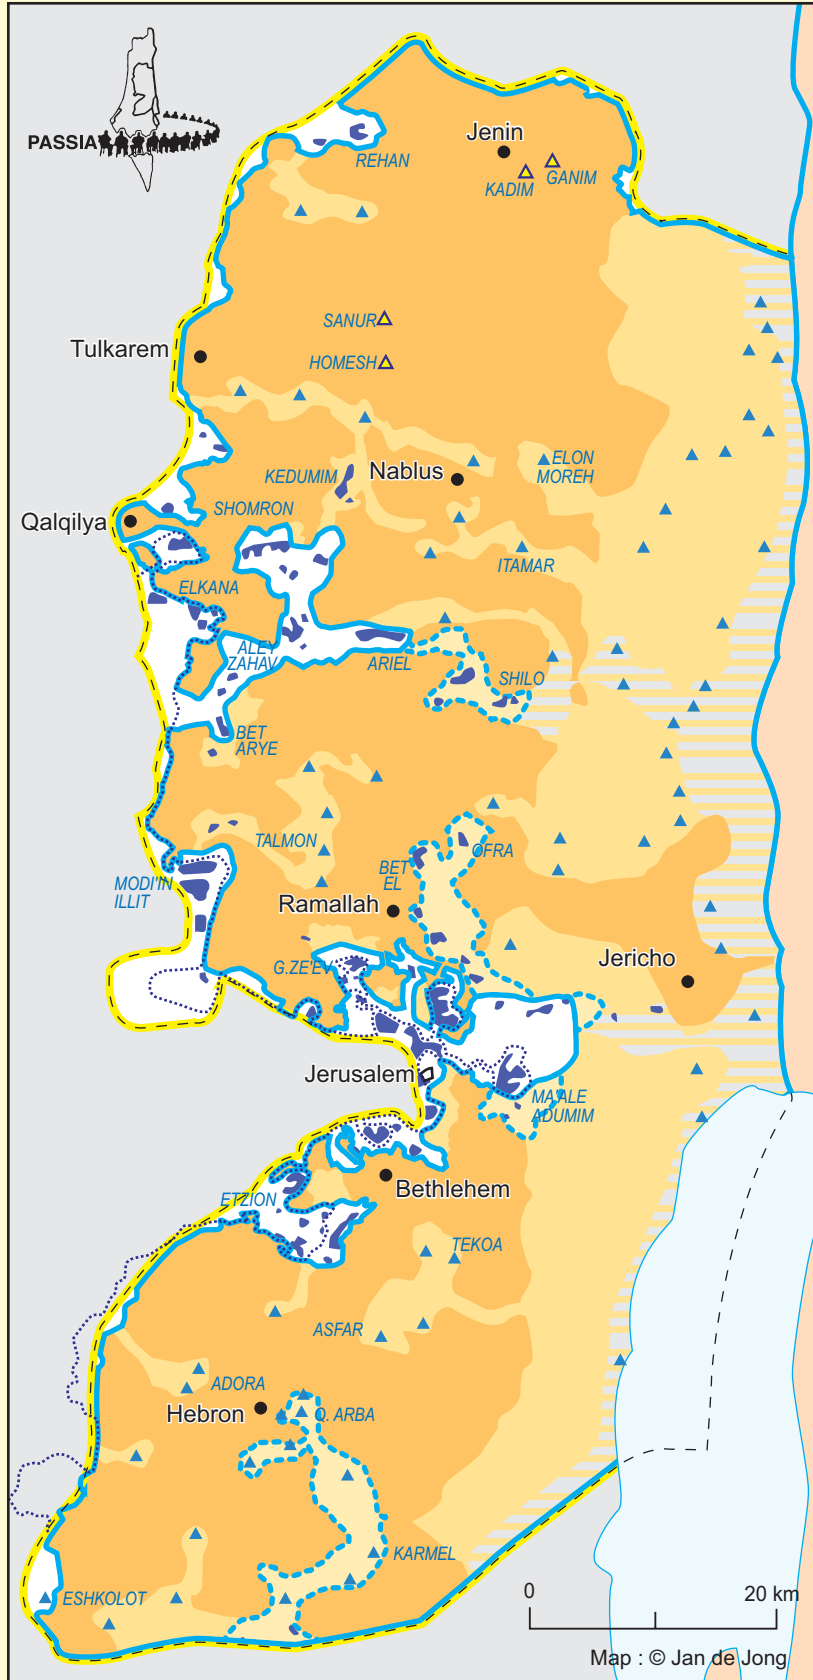 PASSIA
Jenin
REHAN
KADIM
GANIM
SANUR
Tulkarem
HOMESH
KEDUMIM
Nablus
ELON
MOREH
SHOMRON
Qalqilya
ITAMAR
ELKANA
ALEY
ZAHAV
ARIEL
SHILO
BET
ARYE
TALMON
BET
EL
OFRA
MODI'IN
ILLIT
Ramallah
Jericho
G.ZE'EV
Jerusalem
MA'ALE
ADUMIM
Bethlehem
ETZION
TEKOA
ASFAR
ADORA
Hebron
Q. ARBA
KARMEL
ESHKOLOT
0 20 km
Map : © Jan de Jong